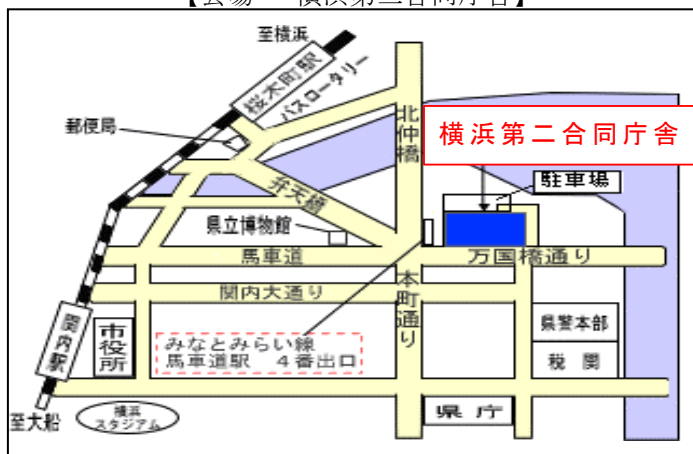 【会場　横浜第二合同庁舎】
至横浜
桜木町駅
バスロータリー
郵便局
北仲橋
横浜第二合同庁舎
駐車場
弁天橋
県立博物館
馬車道
万国橋通り
関内大通り
本町通り
関内駅
市役所
みなとみらい線
馬車道駅　4番出口
県警本部
税関
至大船
横浜
スタジアム
県庁